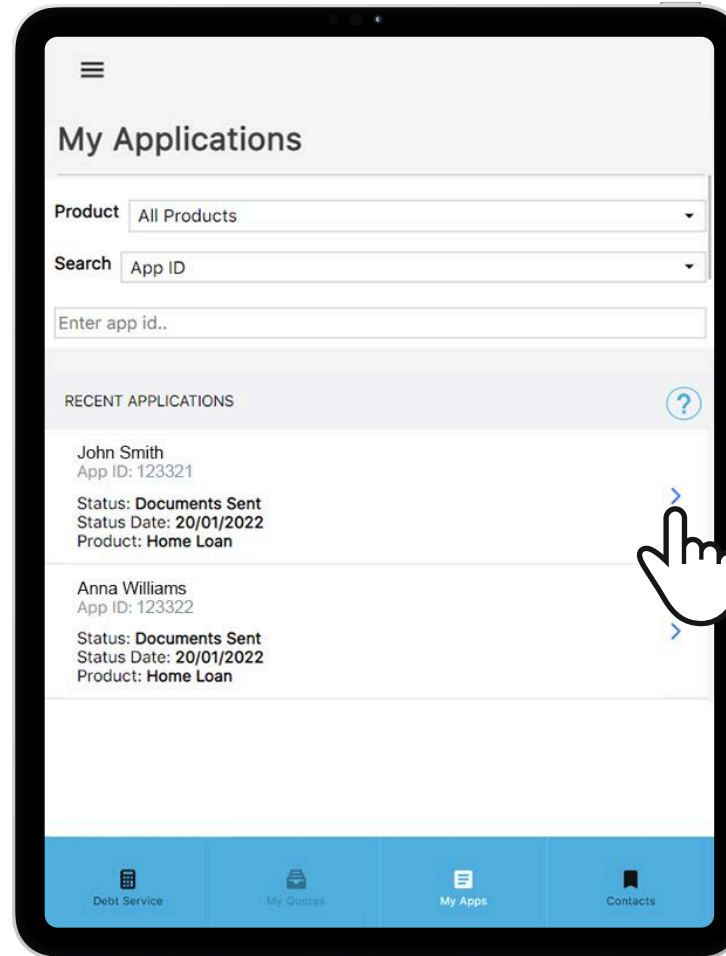 My Applications
Product All Products
Search App ID
Enter app id..
RECENT APPLICATIONS ?
John Smith
App ID: 123321
Status: Documents Sent
Status Date: 20/01/2022
Product: Home Loan
Anna Williams
App ID: 123322
Status: Documents Sent
Status Date: 20/01/2022
Product: Home Loan
Debt Service My Quotes My Apps Contacts